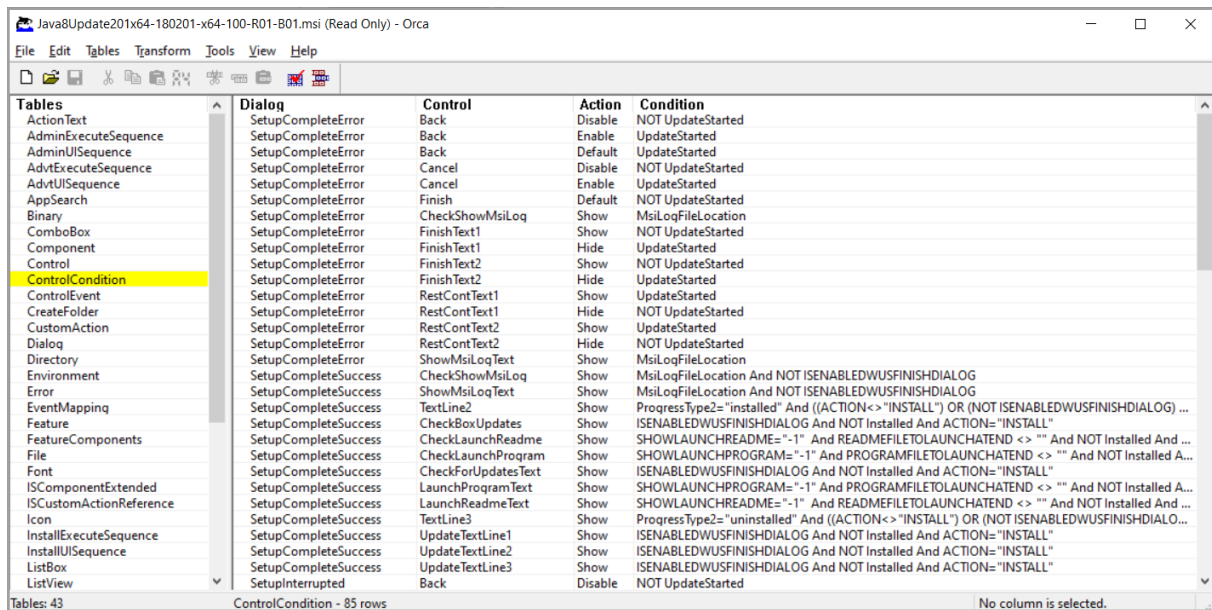 Java8Update201x64-180201-x64-100-R01-B01.msi (Read Only) - Orca
File Edit Tables Transform Tools View Help
Tables Dialog Control Action Condition
ActionText SetupCompleteError Back Disable NOT UpdateStarted
AdminExecuteSequence SetupCompleteError Back Enable UpdateStarted
AdminUISequence SetupCompleteError Back Default UpdateStarted
AdvtExecuteSequence SetupCompleteError Cancel Disable NOT UpdateStarted
AdvtUISequence SetupCompleteError Cancel Enable UpdateStarted
AppSearch SetupCompleteError Finish Default NOT UpdateStarted
Binary SetupCompleteError CheckShowMsiLog Show MsiLogFileLocation
ComboBox SetupCompleteError FinishText1 Show NOT UpdateStarted
Component SetupCompleteError FinishText1 Hide UpdateStarted
Control SetupCompleteError FinishText2 Show NOT UpdateStarted
ControlCondition SetupCompleteError FinishText2 Hide UpdateStarted
ControlEvent SetupCompleteError RestContText1 Show UpdateStarted
CreateFolder SetupCompleteError RestContText1 Hide NOT UpdateStarted
CustomAction SetupCompleteError RestContText2 Show UpdateStarted
Dialog SetupCompleteError RestContText2 Hide NOT UpdateStarted
Directory SetupCompleteError ShowMsiLogText Show MsiLogFileLocation
Environment SetupCompleteSuccess CheckShowMsiLog Show MsiLogFileLocation And NOT ISENABLEDWUSFINISHDIALOG
Error SetupCompleteSuccess ShowMsiLogText Show MsiLogFileLocation And NOT ISENABLEDWUSFINISHDIALOG
EventMapping SetupCompleteSuccess TextLine2 Show ProgressType2="installed" And ((ACTION<>"INSTALL") OR (NOT ISENABLEDWUSFINISHDIALOG) ...
Feature SetupCompleteSuccess CheckBoxUpdates Show ISENABLEDWUSFINISHDIALOG And NOT Installed And ACTION="INSTALL"
FeatureComponents SetupCompleteSuccess CheckLaunchReadme Show SHOWLAUNCHREADME="-1" And READMEFILETOLAUNCHATEND <> "" And NOT Installed And ...
File SetupCompleteSuccess CheckLaunchProgram Show SHOWLAUNCHPROGRAM="-1" And PROGRAMFILETOLAUNCHATEND <> "" And NOT Installed A...
Font SetupCompleteSuccess CheckForUpdatesText Show ISENABLEDWUSFINISHDIALOG And NOT Installed And ACTION="INSTALL"
ISComponentExtended SetupCompleteSuccess LaunchProgramText Show SHOWLAUNCHPROGRAM="-1" And PROGRAMFILETOLAUNCHATEND <> "" And NOT Installed A...
ISCustomActionReference SetupCompleteSuccess LaunchReadmeText Show SHOWLAUNCHREADME="-1" And READMEFILETOLAUNCHATEND <> "" And NOT Installed And ...
Icon SetupCompleteSuccess TextLine3 Show ProgressType2="uninstalled" And ((ACTION<>"INSTALL") OR (NOT ISENABLEDWUSFINISHDIALO...
InstallExecuteSequence SetupCompleteSuccess UpdateTextLine1 Show ISENABLEDWUSFINISHDIALOG And NOT Installed And ACTION="INSTALL"
InstallUISequence SetupCompleteSuccess UpdateTextLine2 Show ISENABLEDWUSFINISHDIALOG And NOT Installed And ACTION="INSTALL"
ListBox SetupCompleteSuccess UpdateTextLine3 Show ISENABLEDWUSFINISHDIALOG And NOT Installed And ACTION="INSTALL"
ListView SetupInterrupted Back Disable NOT UpdateStarted
Tables: 43 ControlCondition - 85 rows No column is selected.